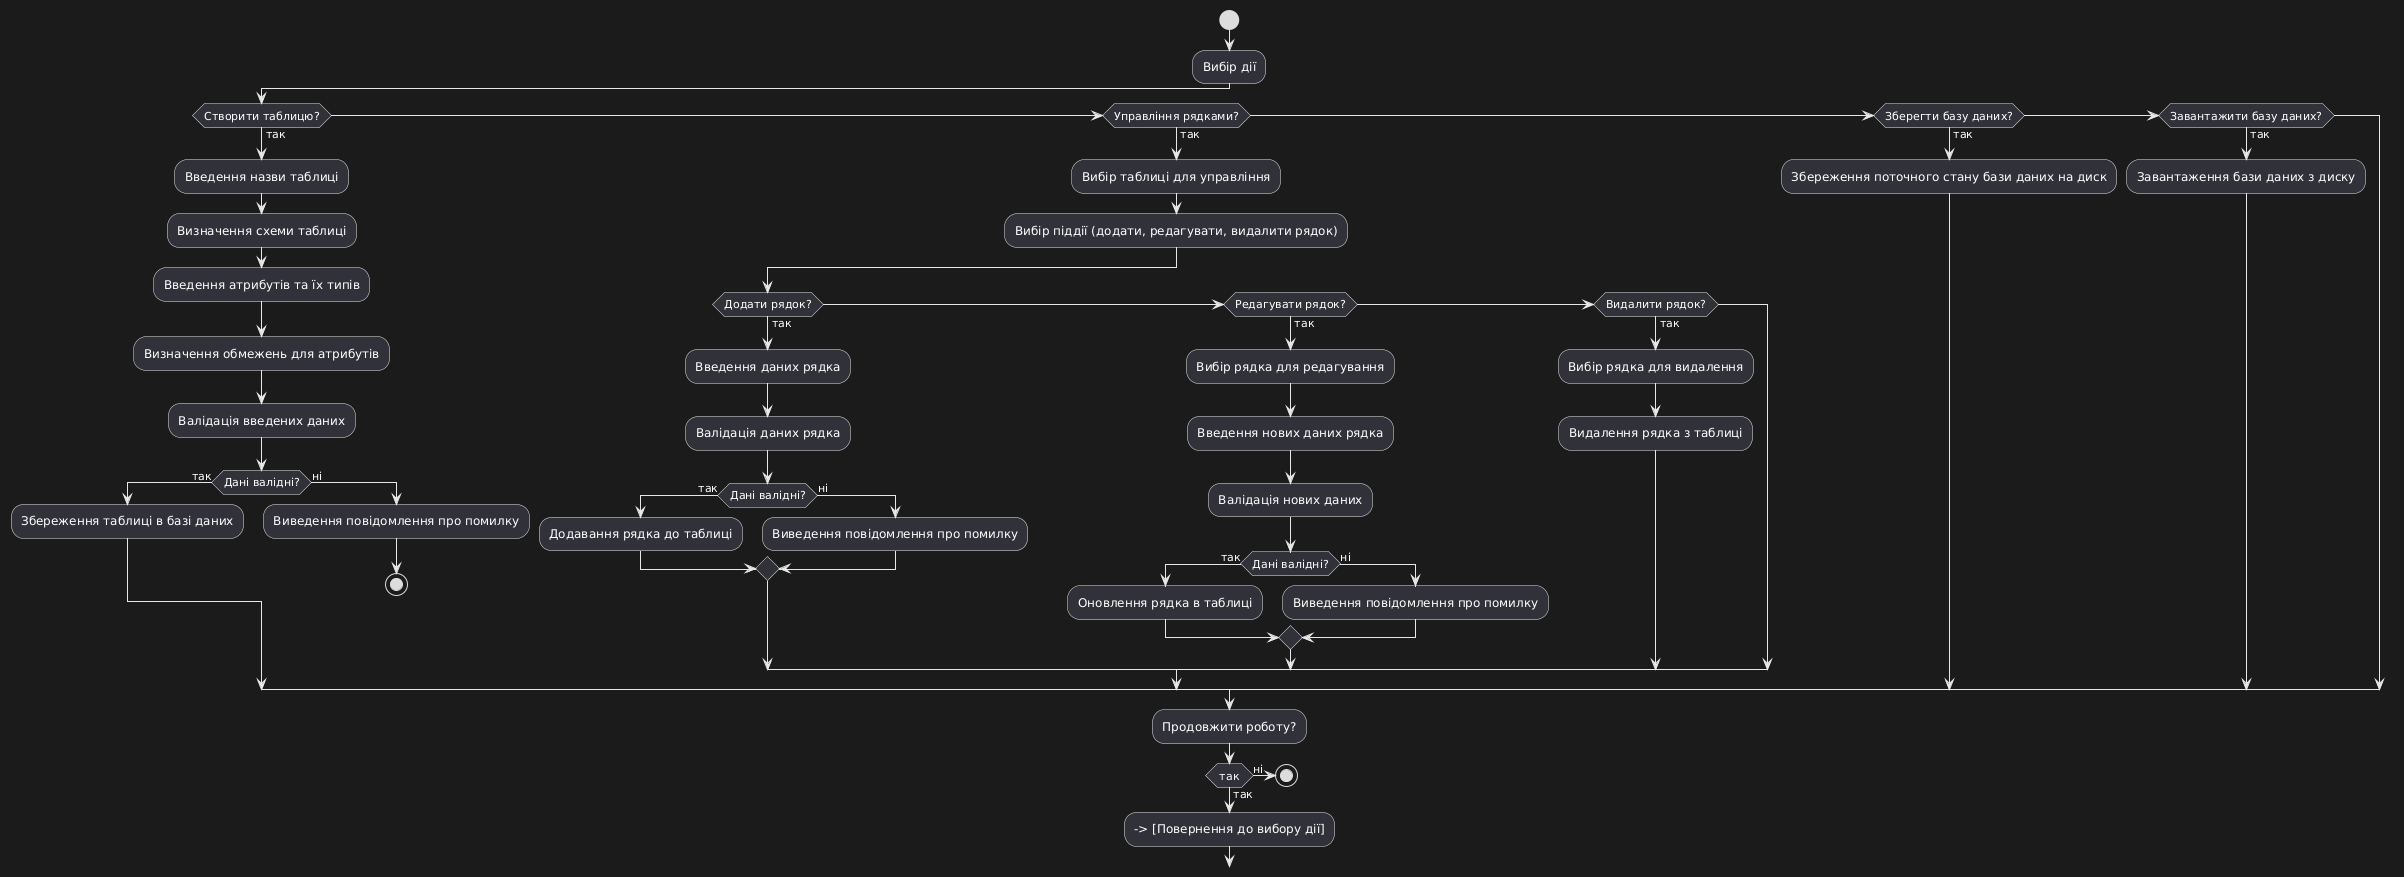 Вибір дії
Створити таблицю?
так
Введення назви таблиці
Визначення схеми таблиці
Введення атрибутів та їх типів
Визначення обмежень для атрибутів
Валідація введених даних
Дані валідні?
так
ні
Збереження таблиці в базі даних
Виведення повідомлення про помилку
Управління рядками?
так
Вибір таблиці для управління
Вибір піддії (додати, редагувати, видалити рядок)
Додати рядок?
так
Введення даних рядка
Валідація даних рядка
Дані валідні?
так
ні
Додавання рядка до таблиці
Виведення повідомлення про помилку
Редагувати рядок?
так
Вибір рядка для редагування
Введення нових даних рядка
Валідація нових даних
Дані валідні?
так
ні
Оновлення рядка в таблиці
Виведення повідомлення про помилку
Видалити рядок?
так
Вибір рядка для видалення
Видалення рядка з таблиці
Зберегти базу даних?
так
Збереження поточного стану бази даних на диск
Завантажити базу даних?
так
Завантаження бази даних з диску
Продовжити роботу?
так
ні
так
-> [Повернення до вибору дії]